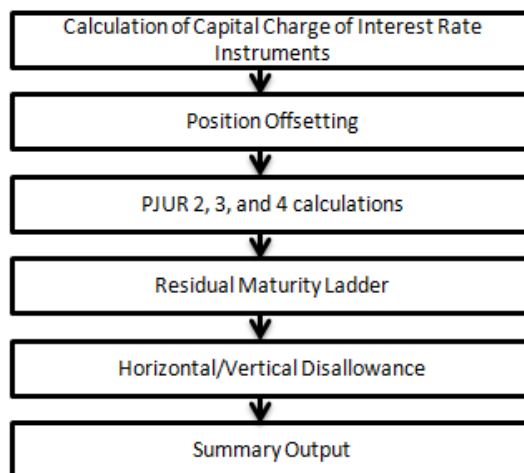 Calculation of Capital Charge of Interest Rate
Instruments
Position Offsetting
PJUR 2, 3, and 4 calculations
Residual Maturity Ladder
Horizontal/Vertical Disallowance
Summary Output